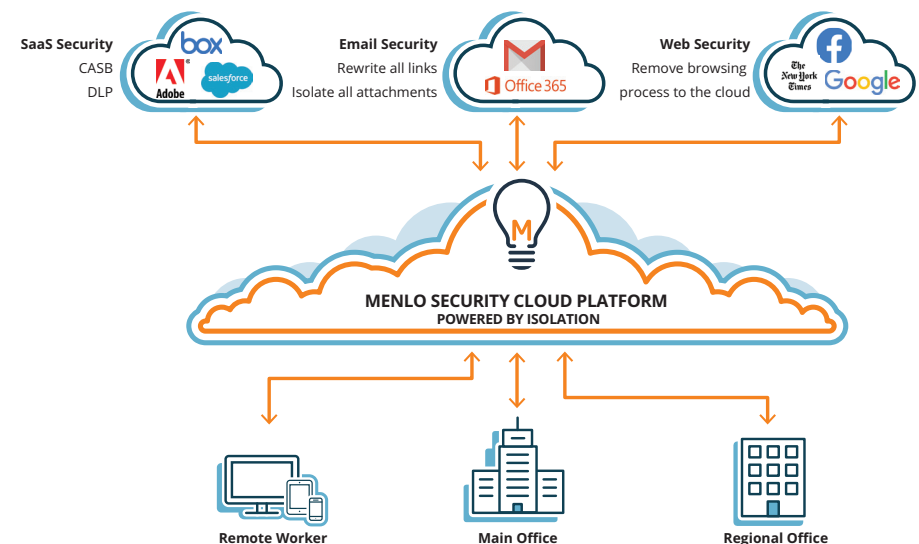 SaaS Security
CASB
DLP
box
Adobe®
salesforce
Email Security
Rewrite all links
Isolate all attachments
M
Office 365
Web Security
Remove browsing
process to the cloud
f
The
New York
Times
Google
M
MENLO SECURITY CLOUD PLATFORM
POWERED BY ISOLATION
Remote Worker
Main Office
Regional Office